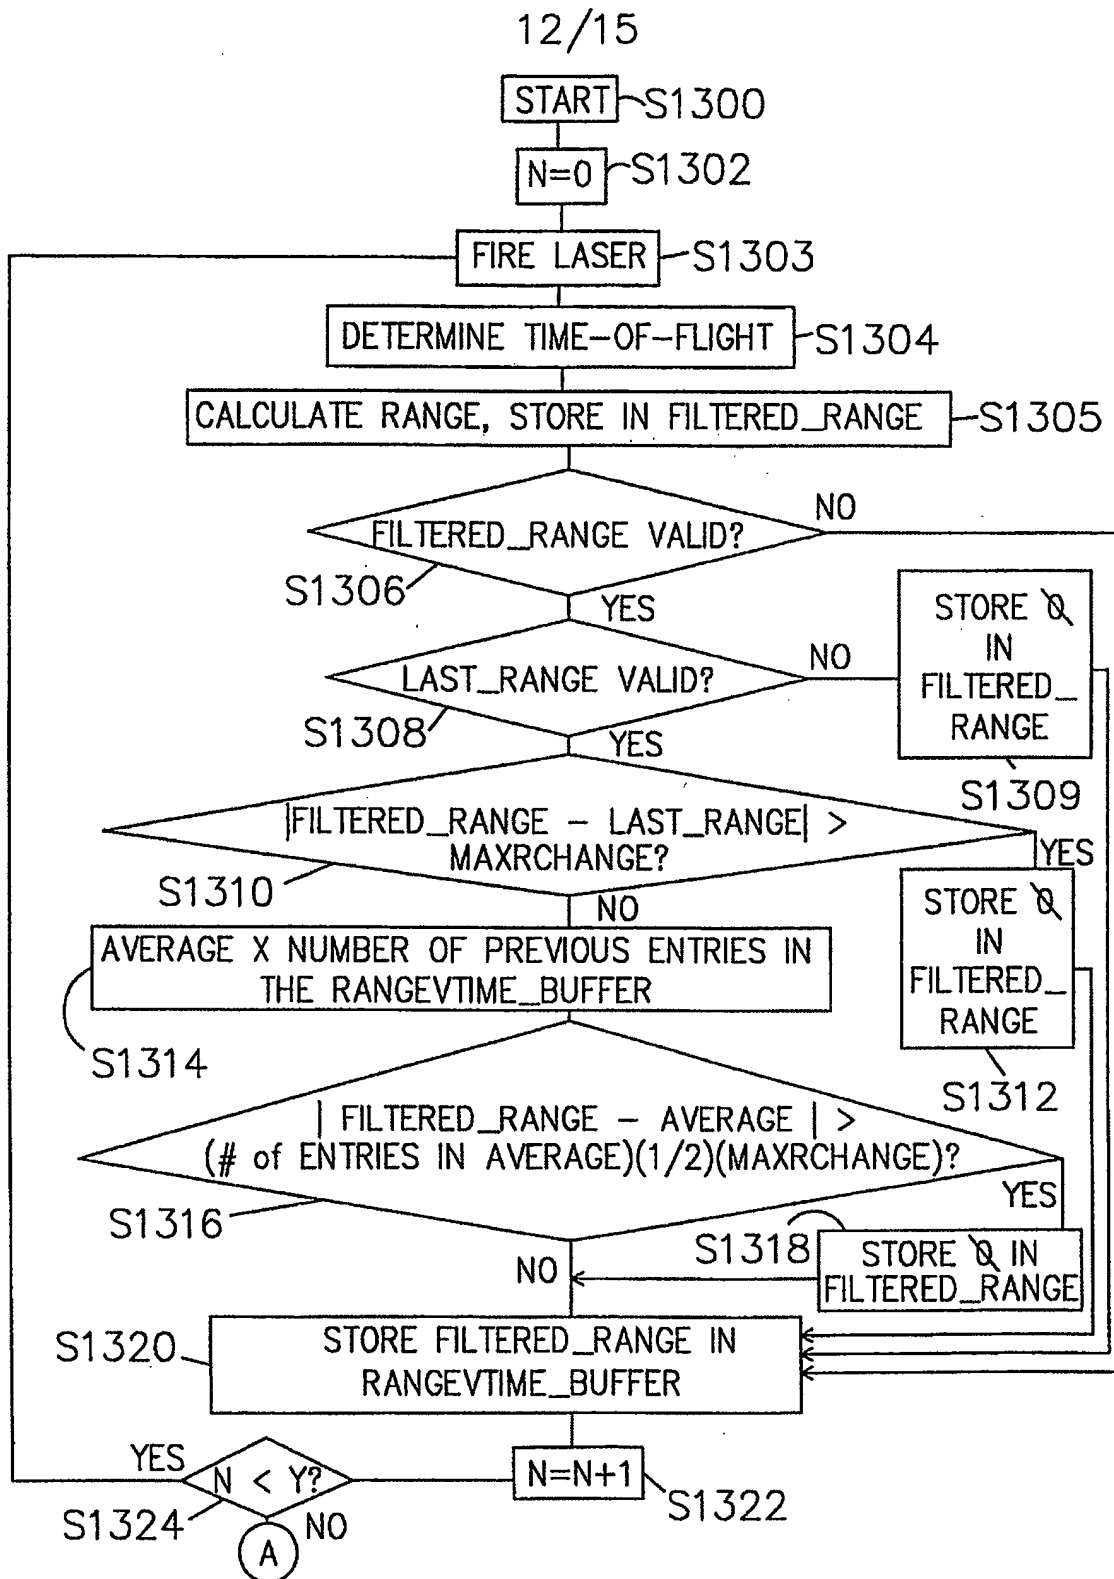 12/15
START
S1300
N=0
S1302
FIRE LASER
S1303
DETERMINE TIME-OF-FLIGHT
S1304
CALCULATE RANGE, STORE IN FILTERED_RANGE
S1305
FILTERED_RANGE VALID?
NO
S1306
YES
STORE 0
IN
FILTERED_
RANGE
S1309
LAST_RANGE VALID?
NO
S1308
YES
|FILTERED_RANGE - LAST_RANGE| >
MAXRCHANGE?
YES
S1310
NO
STORE 0
IN
FILTERED_
RANGE
S1312
AVERAGE X NUMBER OF PREVIOUS ENTRIES IN
THE RANGEVTIME_BUFFER
S1314
| FILTERED_RANGE - AVERAGE | >
(# of ENTRIES IN AVERAGE)(1/2)(MAXRCHANGE)?
YES
S1316
S1318
STORE 0 IN
FILTERED_RANGE
NO
STORE FILTERED_RANGE IN
RANGEVTIME_BUFFER
S1320
N=N+1
S1322
YES
N < Y?
S1324
NO
A